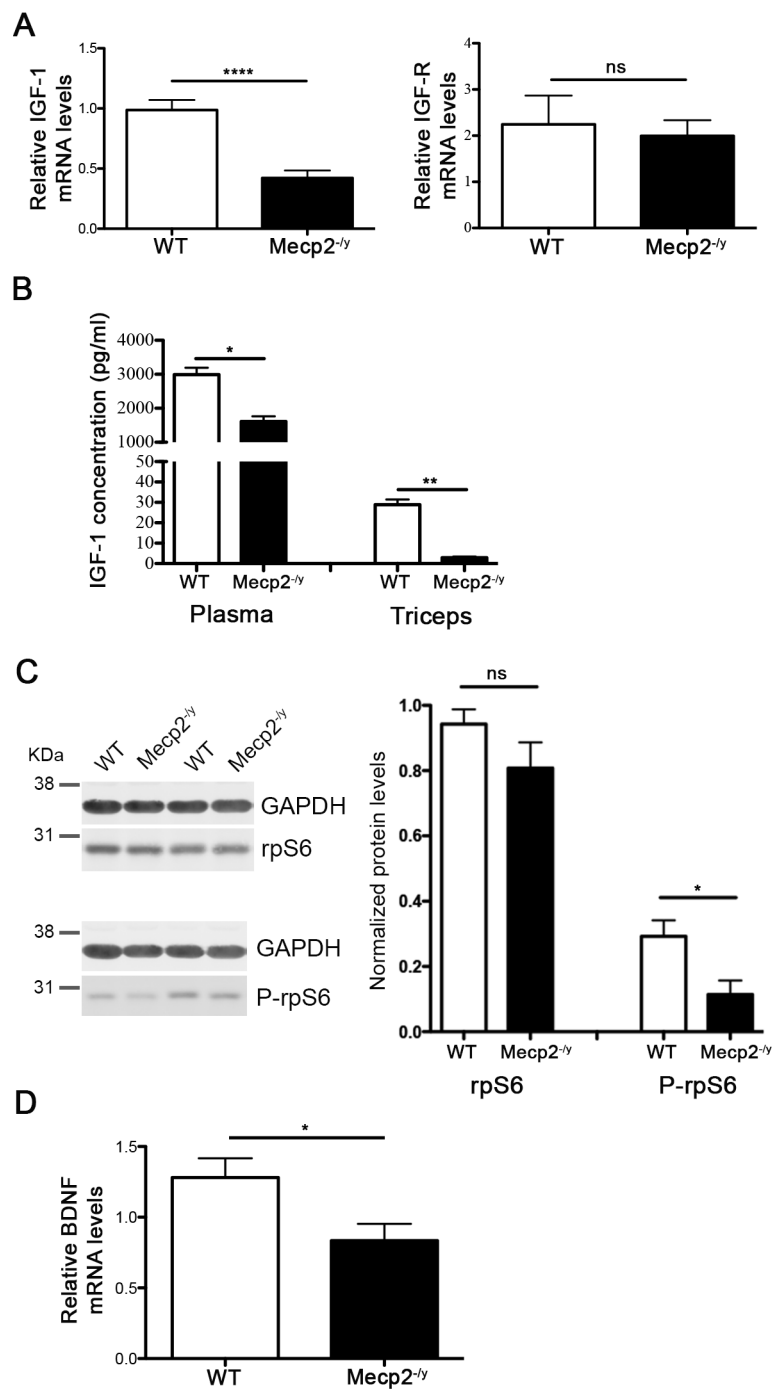 A
Relative IGF-1
mRNA levels
1.5
1.0
0.5
0.0
****
WT
Mecp2-/y
Relative IGF-R
mRNA levels
4
3
2
1
0
ns
WT
Mecp2-/y
B
IGF-1 concentration (pg/ml)
4000
3000
2000
1000
50
40
30
20
10
0
*
**
WT
Mecp2-/y
WT
Mecp2-/y
Plasma
Triceps
C
KDa
WT
Mecp2-/y
WT
Mecp2-/y
38
GAPDH
31
rpS6
38
GAPDH
31
P-rpS6
Normalized protein levels
1.0
0.8
0.6
0.4
0.2
0.0
ns
*
WT
Mecp2-/y
WT
Mecp2-/y
rpS6
P-rpS6
D
Relative BDNF
mRNA levels
1.5
1.0
0.5
0.0
*
WT
Mecp2-/y